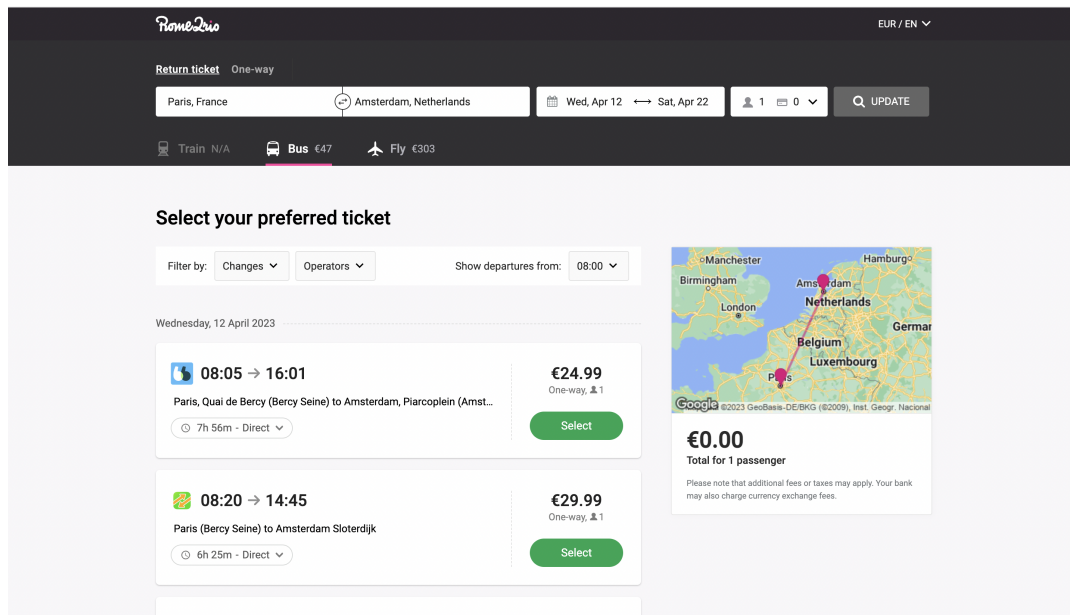 Rome2rio
EUR / EN
Return ticket One-way
Paris, France
Amsterdam, Netherlands
Wed, Apr 12 ⟷ Sat, Apr 22
1 0
UPDATE
Train N/A
Bus €47
Fly €303
Select your preferred ticket
Filter by: Changes Operators
Show departures from: 08:00
Wednesday, 12 April 2023
08:05 → 16:01
Paris, Quai de Bercy (Bercy Seine) to Amsterdam, Piarcoplein (Amst...
7h 56m - Direct
€24.99
One-way, 1
Select
08:20 → 14:45
Paris (Bercy Seine) to Amsterdam Sloterdijk
6h 25m - Direct
€29.99
One-way, 1
Select
Manchester
Hamburg
Birmingham
Netherlands
London
German
Belgium
Luxembourg
Google ©2023 GeoBasis-DE/BKG (©2009), Inst. Geogr. Nacional
€0.00
Total for 1 passenger
Please note that additional fees or taxes may apply. Your bank
may also charge currency exchange fees.